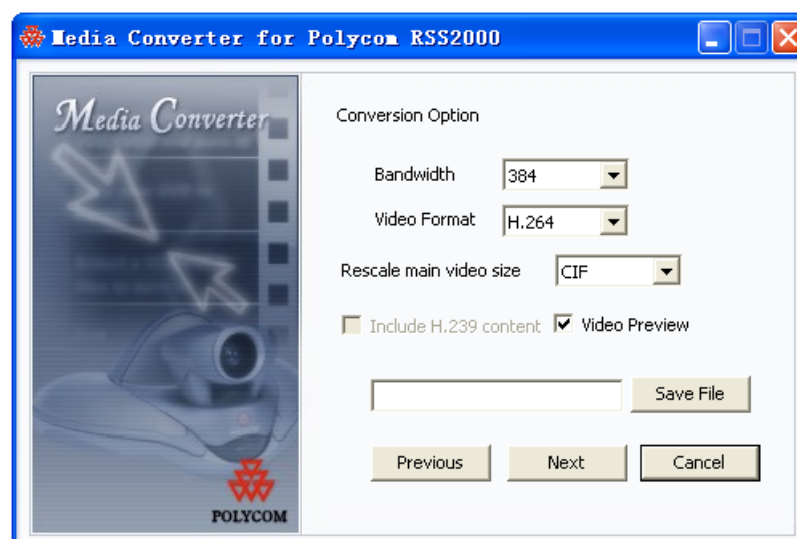 Media Converter for Polycom RSS2000
Media Converter
Conversion Option
Bandwidth 384
Video Format H.264
Rescale main video size CIF
Include H.239 content Video Preview
Save File
Previous Next Cancel
POLYCOM